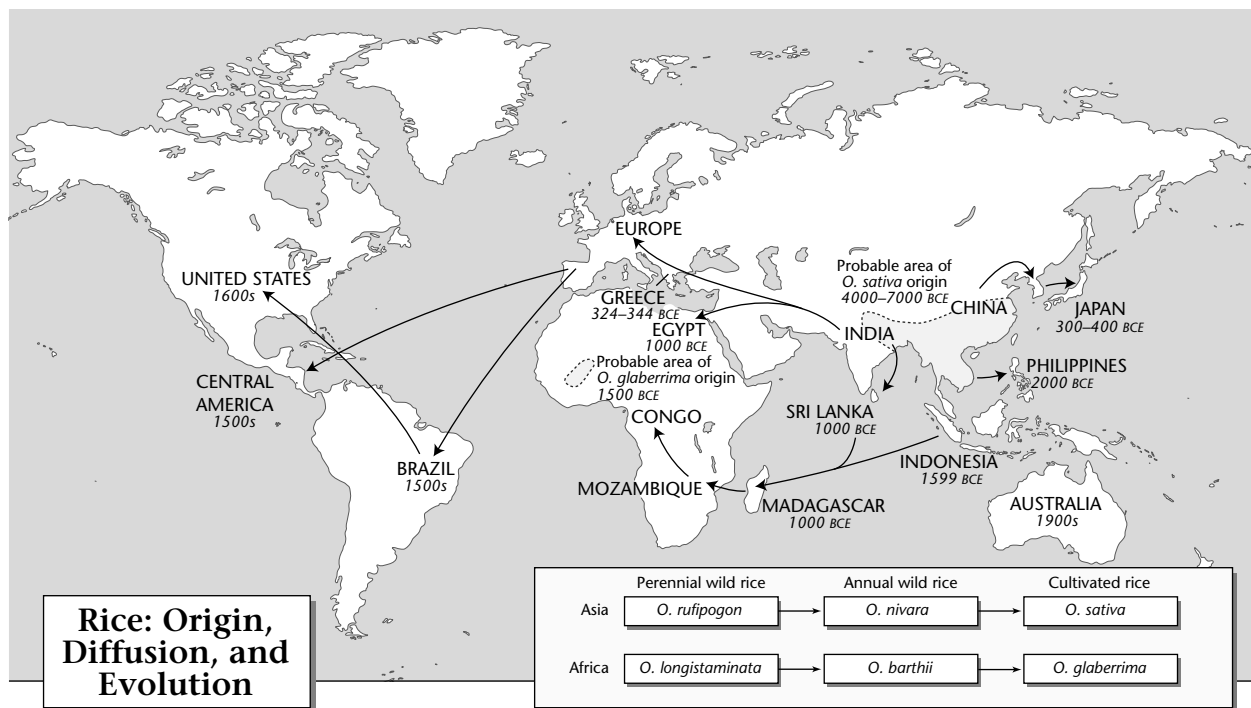 EUROPE
UNITED STATES
1600s
Probable area of
O. sativa origin
4000–7000 BCE
GREECE
324–344 BCE
CHINA
JAPAN
300–400 BCE
EGYPT
1000 BCE
INDIA
Probable area of
O. glaberrima origin
1500 BCE
PHILIPPINES
2000 BCE
CENTRAL
AMERICA
1500s
SRI LANKA
1000 BCE
CONGO
BRAZIL
1500s
INDONESIA
1599 BCE
MOZAMBIQUE
MADAGASCAR
1000 BCE
AUSTRALIA
1900s
Rice: Origin,
Diffusion, and
Evolution
Perennial wild rice Annual wild rice Cultivated rice
Asia O. rufipogon O. nivara O. sativa
Africa O. longistaminata O. barthii O. glaberrima